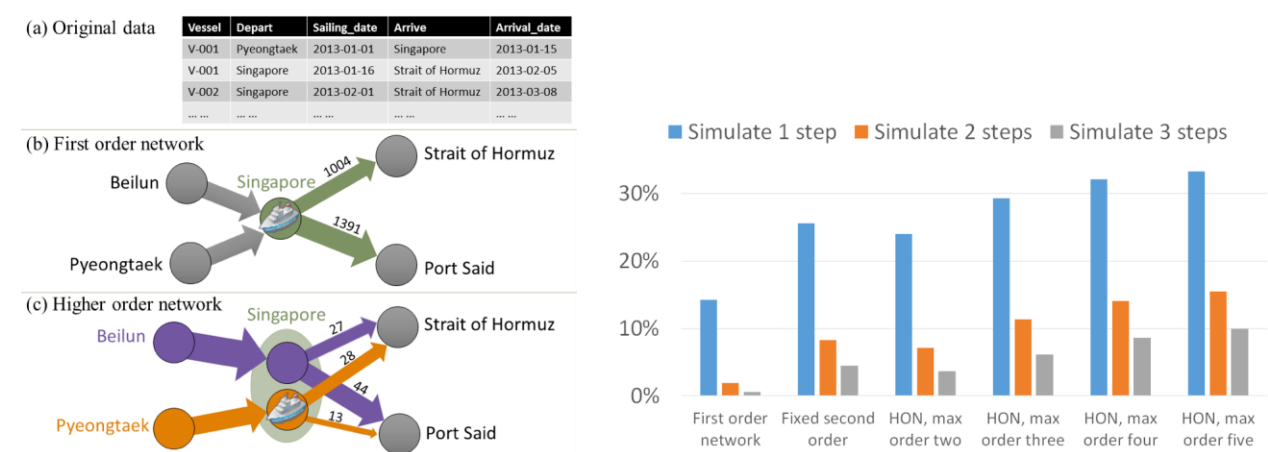 (a) Original data
Vessel Depart Sailing_date Arrive Arrival_date
V-001 Pyeongtaek 2013-01-01 Singapore 2013-01-15
V-001 Singapore 2013-01-16 Strait of Hormuz 2013-02-05
V-002 Singapore 2013-02-01 Strait of Hormuz 2013-03-08
... ... ... ... ... ... ... ... ... ...
(b) First order network
Beilun
Singapore
1004
Strait of Hormuz
Pyeongtaek
1391
Port Said
(c) Higher order network
Beilun
Singapore
27
Strait of Hormuz
28
44
Pyeongtaek
13
Port Said
Simulate 1 step Simulate 2 steps Simulate 3 steps
30%
20%
10%
0%
First order
network
Fixed second
order
HON, max
order two
HON, max
order three
HON, max
order four
HON, max
order five